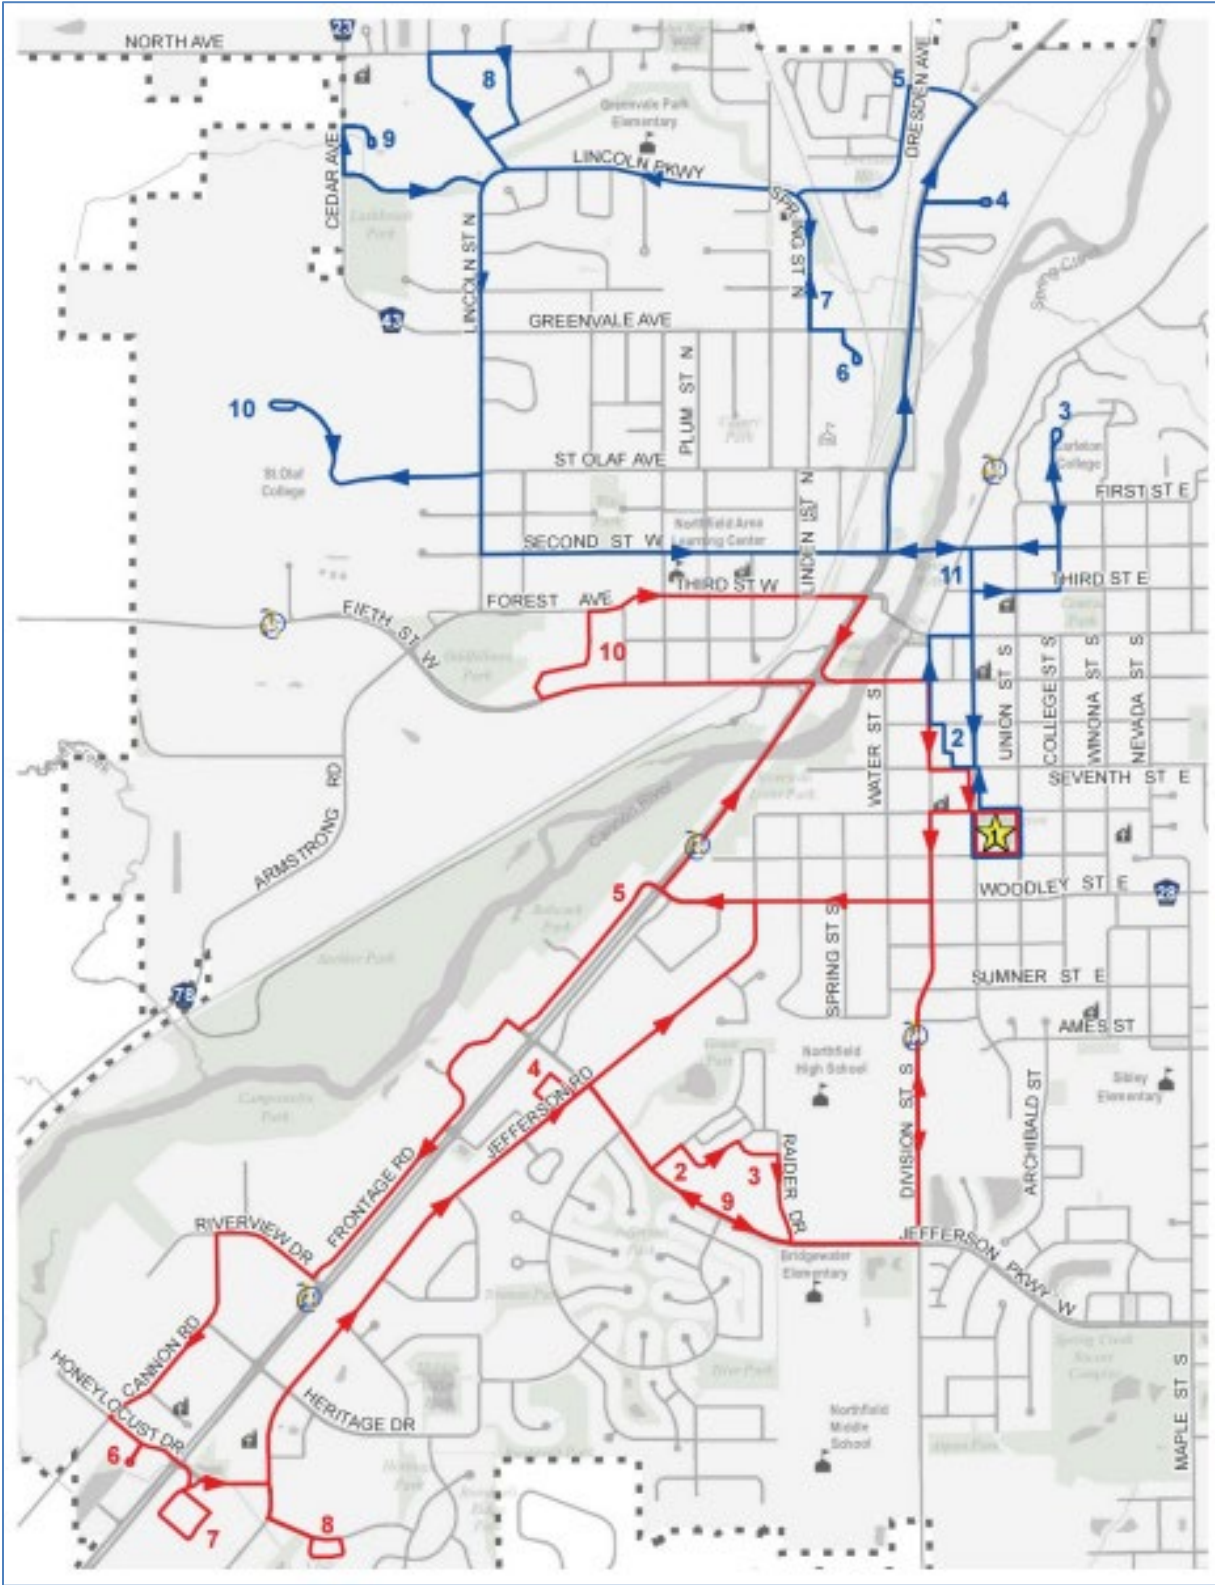 23
NORTH AVE
8
5
DRESDEN AVE
Greenvale Park
Elementary
9
CEDAR AVE
LINCOLN PKWY
SPRING ST N
4
LINCOLN ST N
7
43
GREENVALE AVE
6
PLUM ST N
10
3
Carleton
College
ST OLAF AVE
St.Olaf
College
FIRST ST E
LINDEN ST N
Northfield Area
Learning Center
SECOND ST W
11
THIRD ST W
THIRD ST E
FOREST AVE
FIFTH ST W
10
WATER ST S
UNION ST S
COLLEGE ST S
WINONA ST S
NEVADA ST S
2
SEVENTH ST E
ARMSTRONG RD
Cannon River
1
5
WOODLEY ST E
28
SPRING ST S
SUMNER ST E
78
AMES ST
Northfield
High School
Sibley
Elementary
4
JEFFERSON RD
DIVISION ST S
ARCHIBALD ST
2
3
RAIDER DR
9
FRONTAGE RD
RIVERVIEW DR
JEFFERSON PKWY W
Bridgewater
Elementary
CANNON RD
HONEYLOCUST DR
HERITAGE DR
MAPLE ST S
Northfield
Middle
School
6
7
8